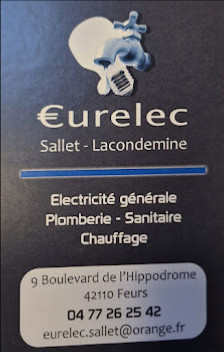 €urelec
Sallet - Lacondemine
Electricité générale
Plomberie - Sanitaire
Chauffage
9 Boulevard de l'Hippodrome
42110 Feurs
04 77 26 25 42
eurelec.sallet@orange.fr